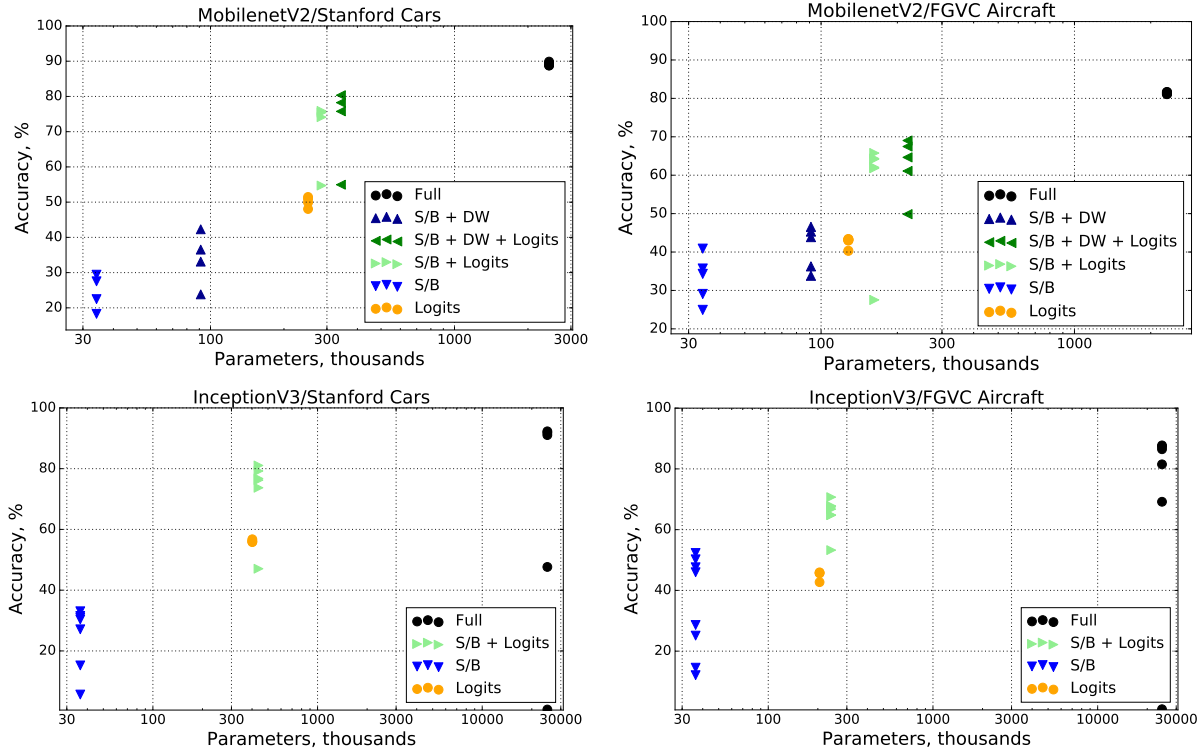 MobilenetV2/Stanford Cars
100
90
80
70
60
50
40
30
20
Accuracy, %
30 100 300 1000 3000
Parameters, thousands
Full
S/B + DW
S/B + DW + Logits
S/B + Logits
S/B
Logits
MobilenetV2/FGVC Aircraft
100
90
80
70
60
50
40
30
20
Accuracy, %
30 100 300 1000
Parameters, thousands
Full
S/B + DW
S/B + DW + Logits
S/B + Logits
S/B
Logits
InceptionV3/Stanford Cars
100
80
60
40
20
Accuracy, %
30 100 300 1000 3000 10000 30000
Parameters, thousands
Full
S/B + Logits
S/B
Logits
InceptionV3/FGVC Aircraft
100
80
60
40
20
Accuracy, %
30 100 300 1000 3000 10000 30000
Parameters, thousands
Full
S/B + Logits
S/B
Logits